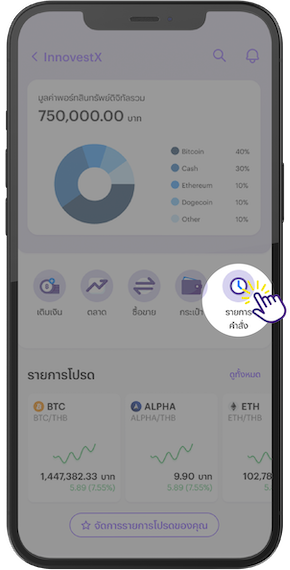 InnovestX
มูลค่าพอร์ทสินทรัพย์ดิจิทัลรวม
750,000.00 บาท
Bitcoin 40%
Cash 30%
Ethereum 10%
Dogecoin 10%
Other 10%
เติมเงิน ตลาด ซื้อขาย กระเป๋า รายการ
คำสั่ง
รายการโปรด ดูทั้งหมด
BTC ALPHA ETH
BTC/THB ALPHA/THB ETH/THB
1,447,382.33 บาท 9.90 บาท 102,78
5.89 (7.55%) 5.89 (7.55%)
จัดการรายการโปรดของคุณ